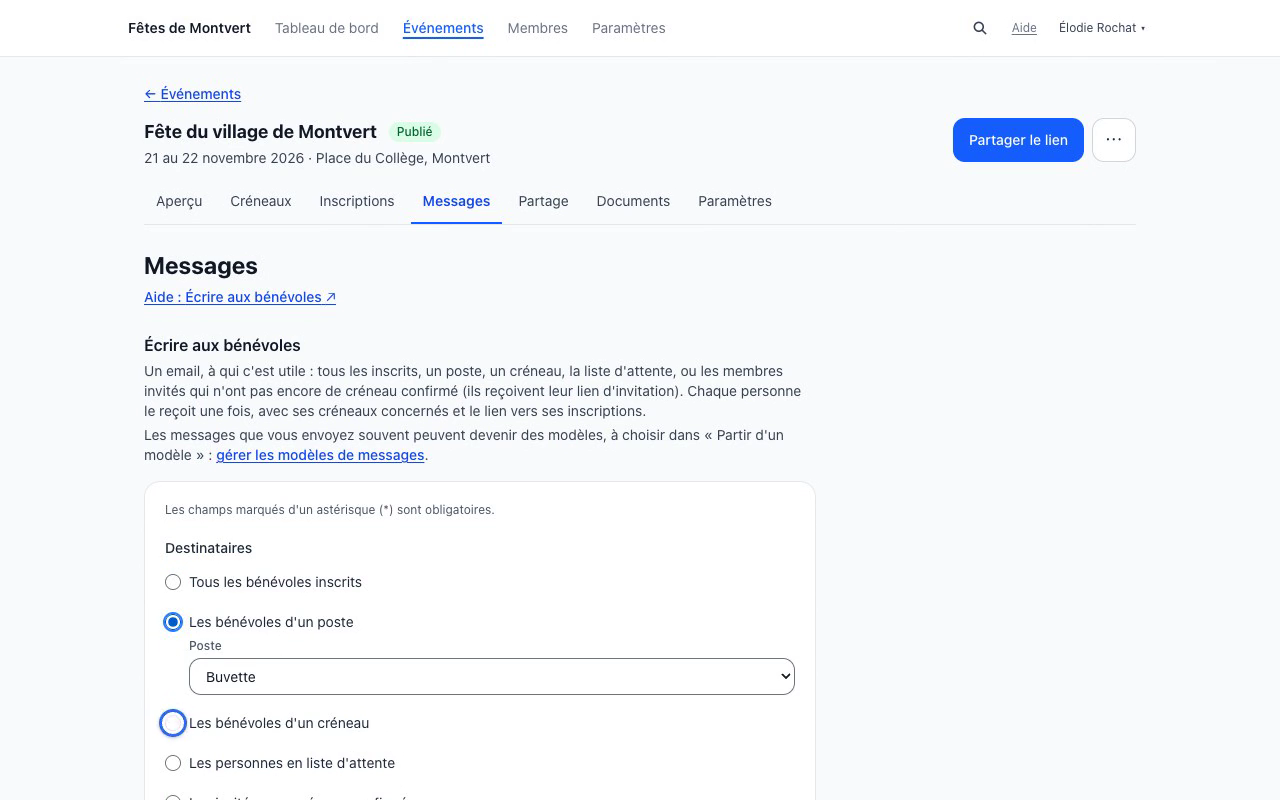 Fêtes de Montvert Tableau de bord Événements Membres Paramètres Aide Élodie Rochat ▾
← Événements
Fête du village de Montvert Publié
21 au 22 novembre 2026 · Place du Collège, Montvert
Partager le lien ···
Aperçu Créneaux Inscriptions Messages Partage Documents Paramètres
Messages
Aide : Écrire aux bénévoles ↗
Écrire aux bénévoles
Un email, à qui c'est utile : tous les inscrits, un poste, un créneau, la liste d'attente, ou les membres
invités qui n'ont pas encore de créneau confirmé (ils reçoivent leur lien d'invitation). Chaque personne
le reçoit une fois, avec ses créneaux concernés et le lien vers ses inscriptions.
Les messages que vous envoyez souvent peuvent devenir des modèles, à choisir dans « Partir d'un
modèle » : gérer les modèles de messages.
Les champs marqués d'un astérisque (*) sont obligatoires.
Destinataires
Tous les bénévoles inscrits
Les bénévoles d'un poste
Poste
Buvette
Les bénévoles d'un créneau
Les personnes en liste d'attente